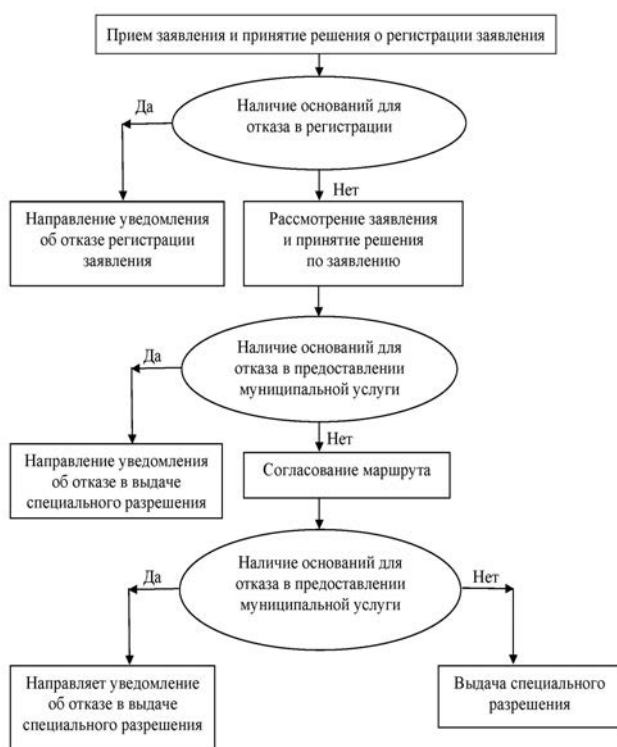 Прием заявления и принятие решения о регистрации заявления
Да
Наличие оснований для
отказа в регистрации
Нет
Направление уведомления
об отказе регистрации
заявления
Рассмотрение заявления
и принятие решения
по заявлению
Да
Наличие оснований для
отказа в предоставлении
муниципальной услуги
Нет
Направление уведомления
об отказе в выдаче
специального разрешения
Согласование маршрута
Да
Наличие оснований для
отказа в предоставлении
муниципальной услуги
Нет
Направляет уведомление
об отказе в выдаче
специального разрешения
Выдача специального
разрешения